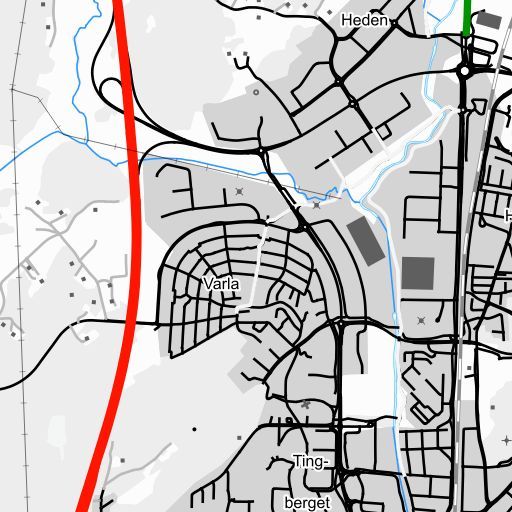 Heden
H
Varla
Ting-
berget